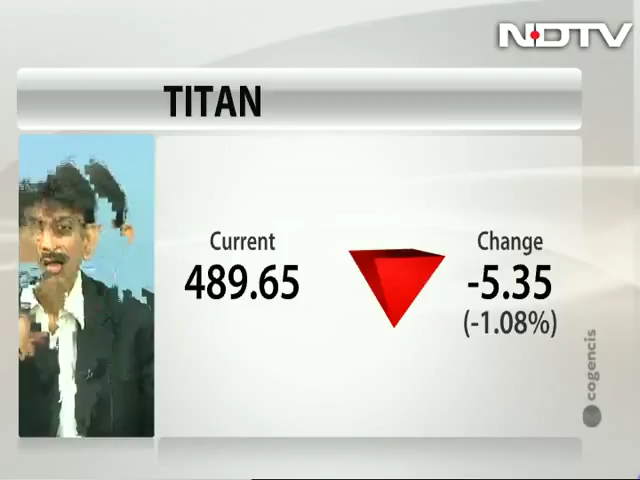 NDTV
TITAN
Current
489.65
Change
-5.35
(-1.08%)
cogencis